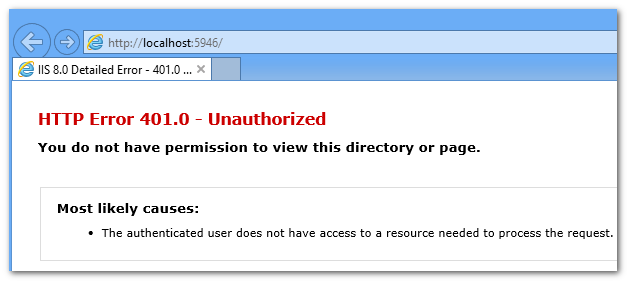 http://localhost:5946/
IIS 8.0 Detailed Error - 401.0 ...
HTTP Error 401.0 - Unauthorized
You do not have permission to view this directory or page.
Most likely causes:
• The authenticated user does not have access to a resource needed to process the request.